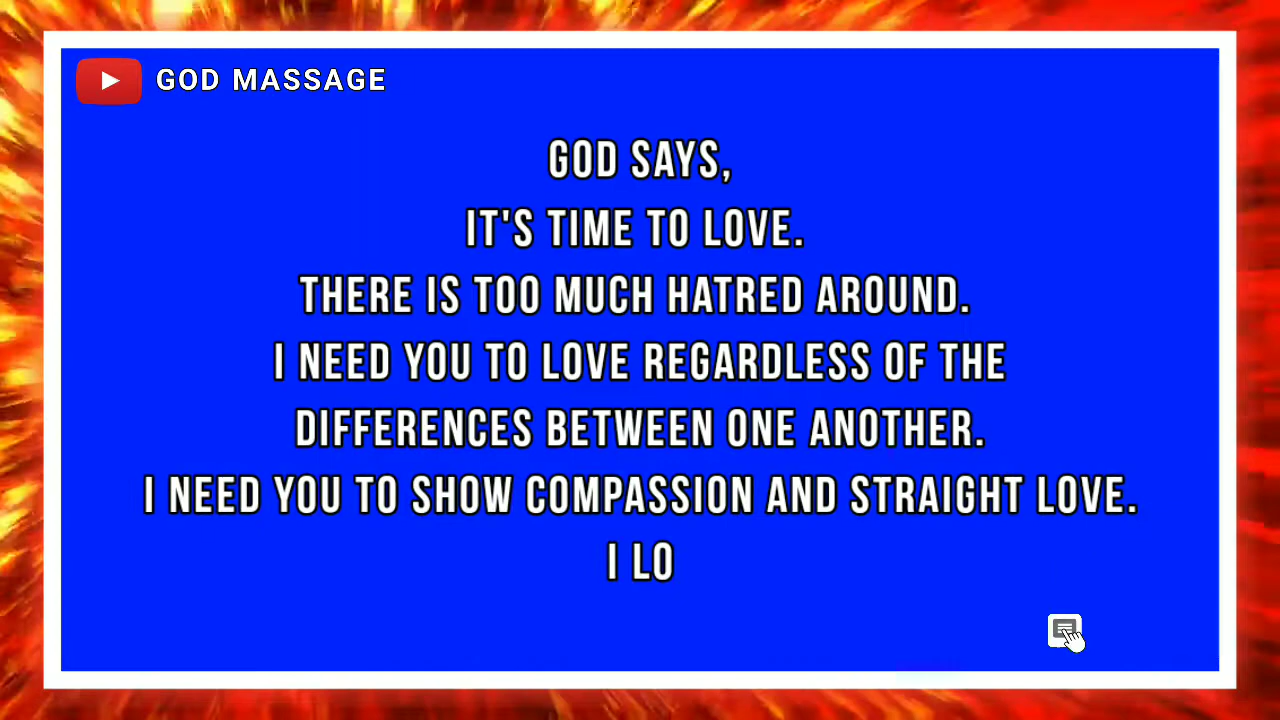 GOD MASSAGE
GOD SAYS,
IT'S TIME TO LOVE.
THERE IS TOO MUCH HATRED AROUND.
I NEED YOU TO LOVE REGARDLESS OF THE
DIFFERENCES BETWEEN ONE ANOTHER.
I NEED YOU TO SHOW COMPASSION AND STRAIGHT LOVE.
I LO